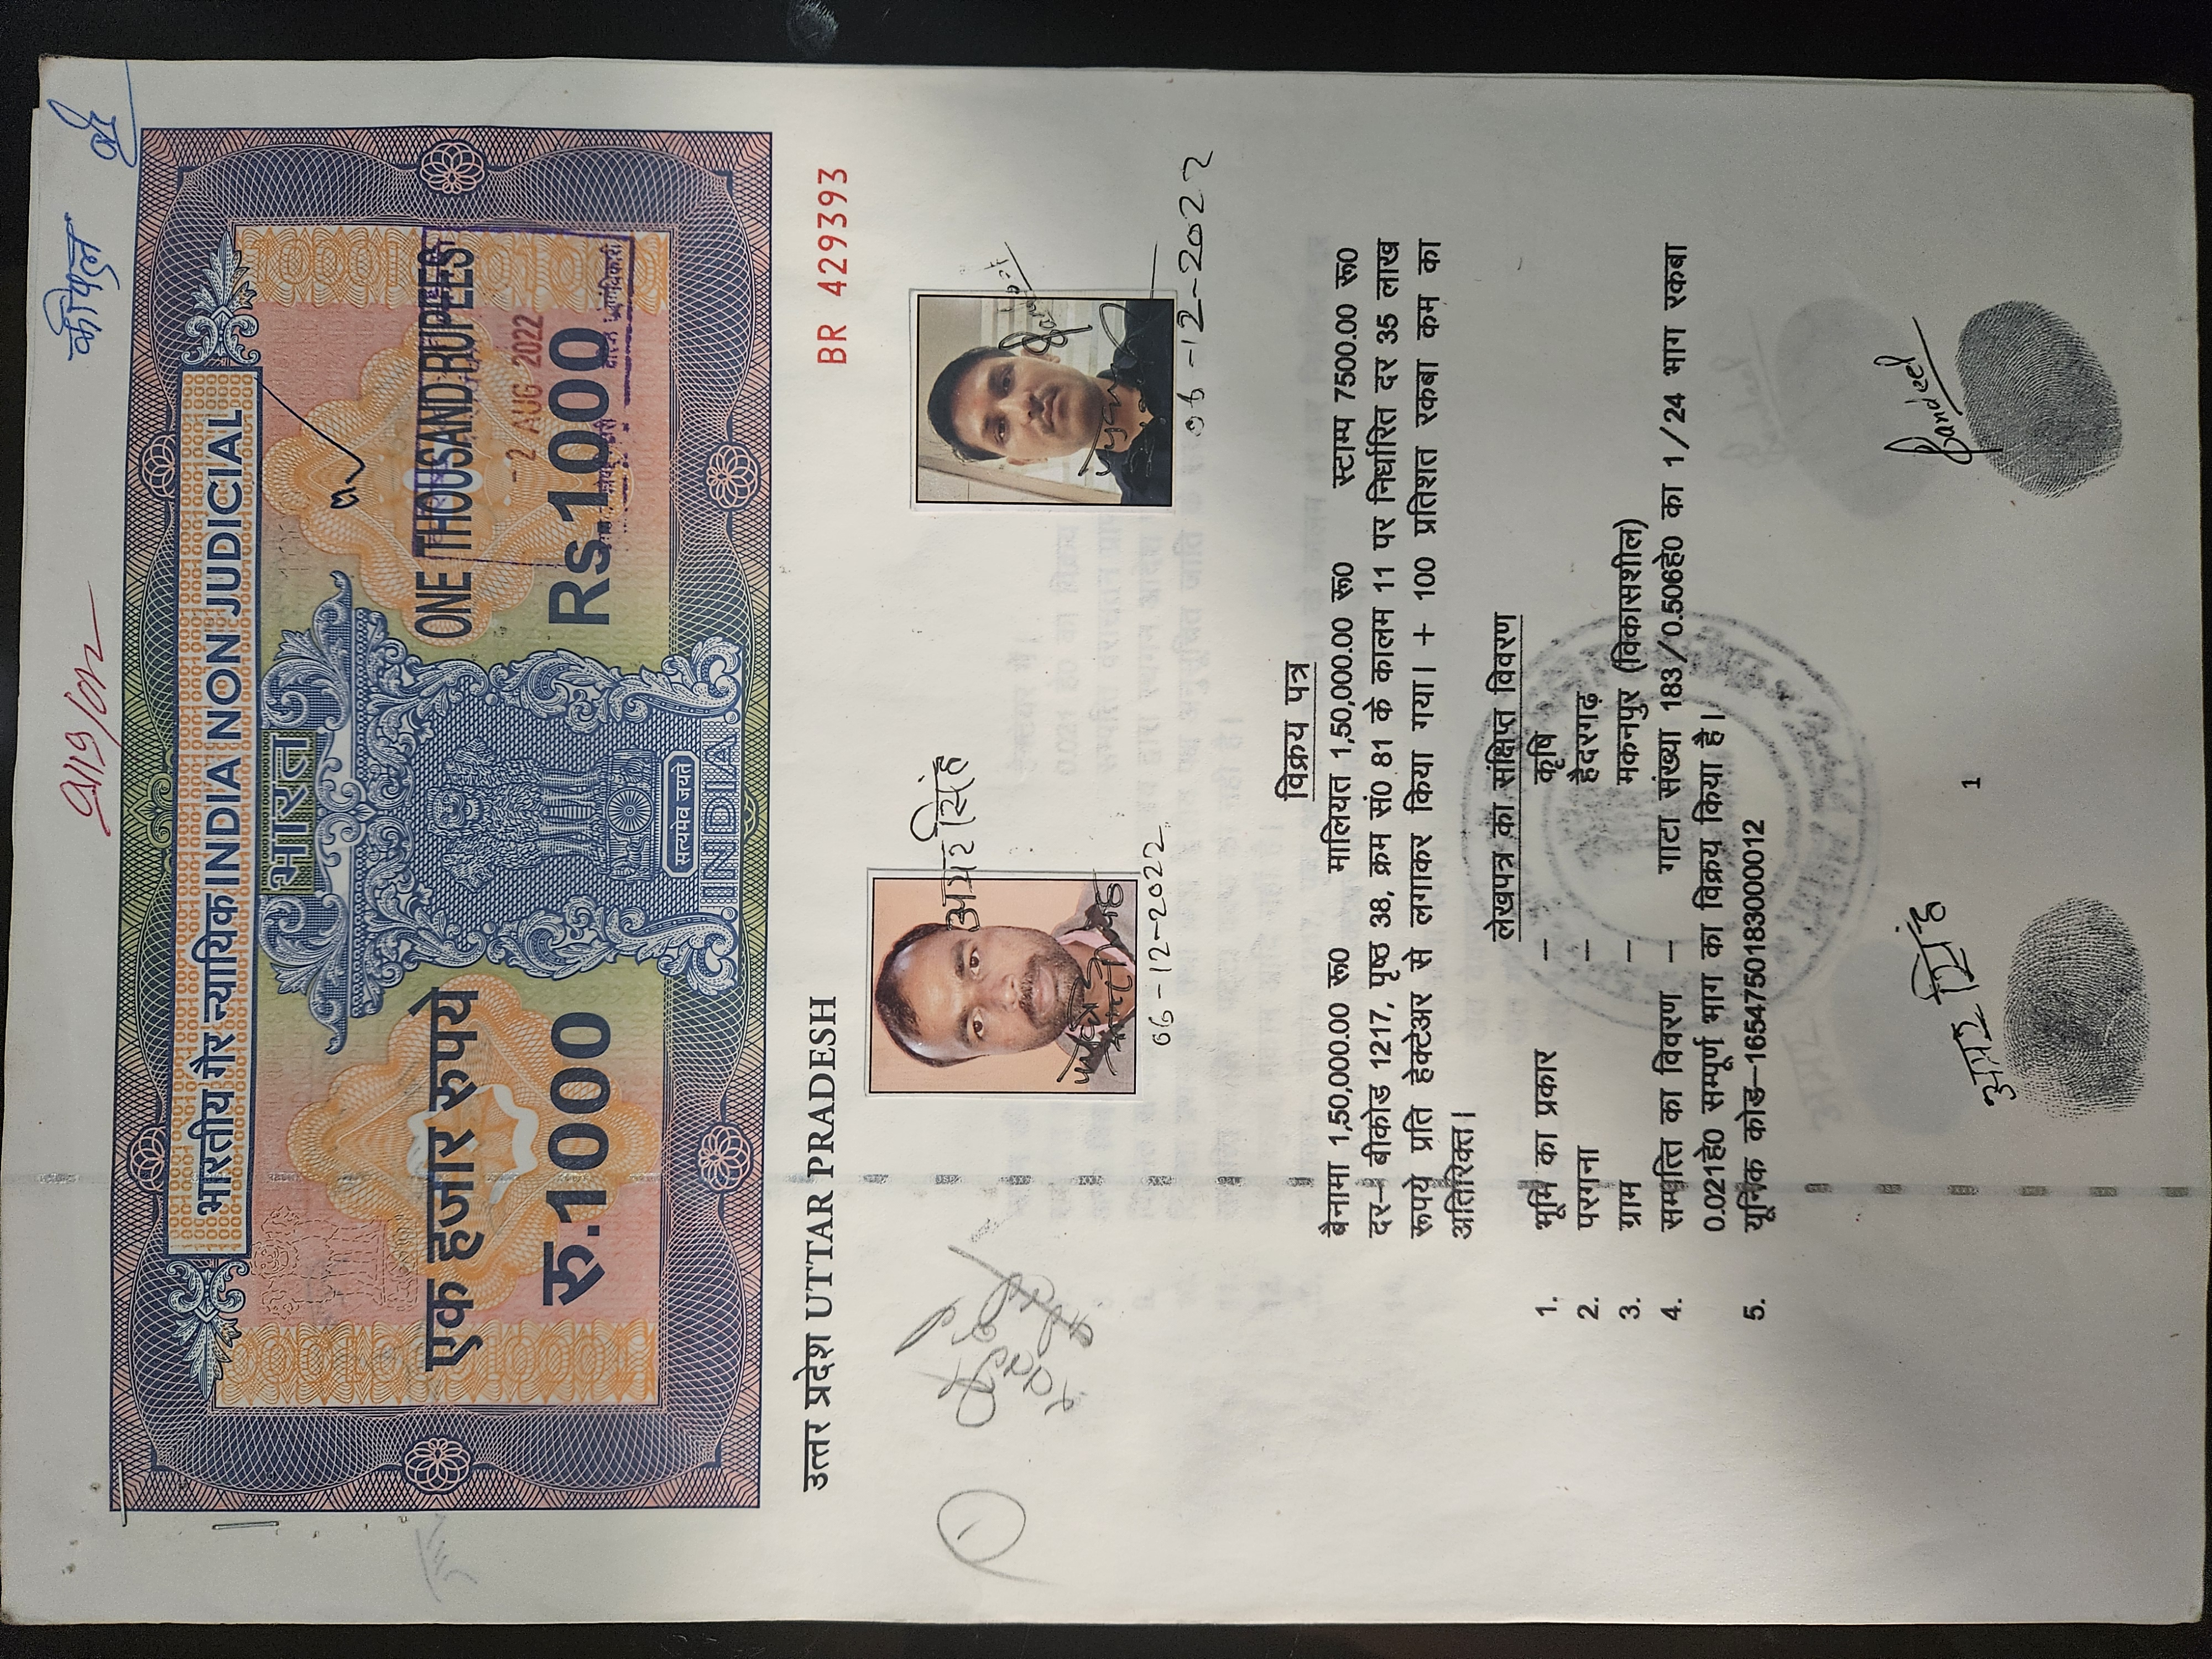 कीपएल
भारतीय गैर न्यायिक INDIA NON JUDICIAL
भारत
एक हजार रुपये
ONE THOUSAND RUPEES
-2 AUG 2022
रु.1000
Rs.1000
सत्यमेव जयते
INDIA
उत्तर प्रदेश UTTAR PRADESH
BR 429393
अमर सिंह
06-12-2022
06-12-2022
विक्रय पत्र
बैनामा 1,50,000.00 रू0 मालियत 1,50,000.00 रू0 स्टाम्प 7500.00 रू0
दर– बीकोड 1217, पृष्ठ 38, क्रम सं0 81 के कालम 11 पर निर्धारित दर 35 लाख
रूपये प्रति हेक्टेअर से लगाकर किया गया। + 100 प्रतिशत रकबा कम का
अतिरिक्त।
लेखपत्र का संक्षिप्त विवरण
1. भूमि का प्रकार – कृषि
2. परगना – हैदरगढ़
3. ग्राम – मकनपुर (विकासशील)
4. सम्पत्ति का विवरण – गाटा संख्या 183/0.506हे0 का 1/24 भाग रकबा
0.021हे0 सम्पूर्ण भाग का विक्रय किया है।
5. यूनिक कोड–1654750183000012
अमर सिंह
1